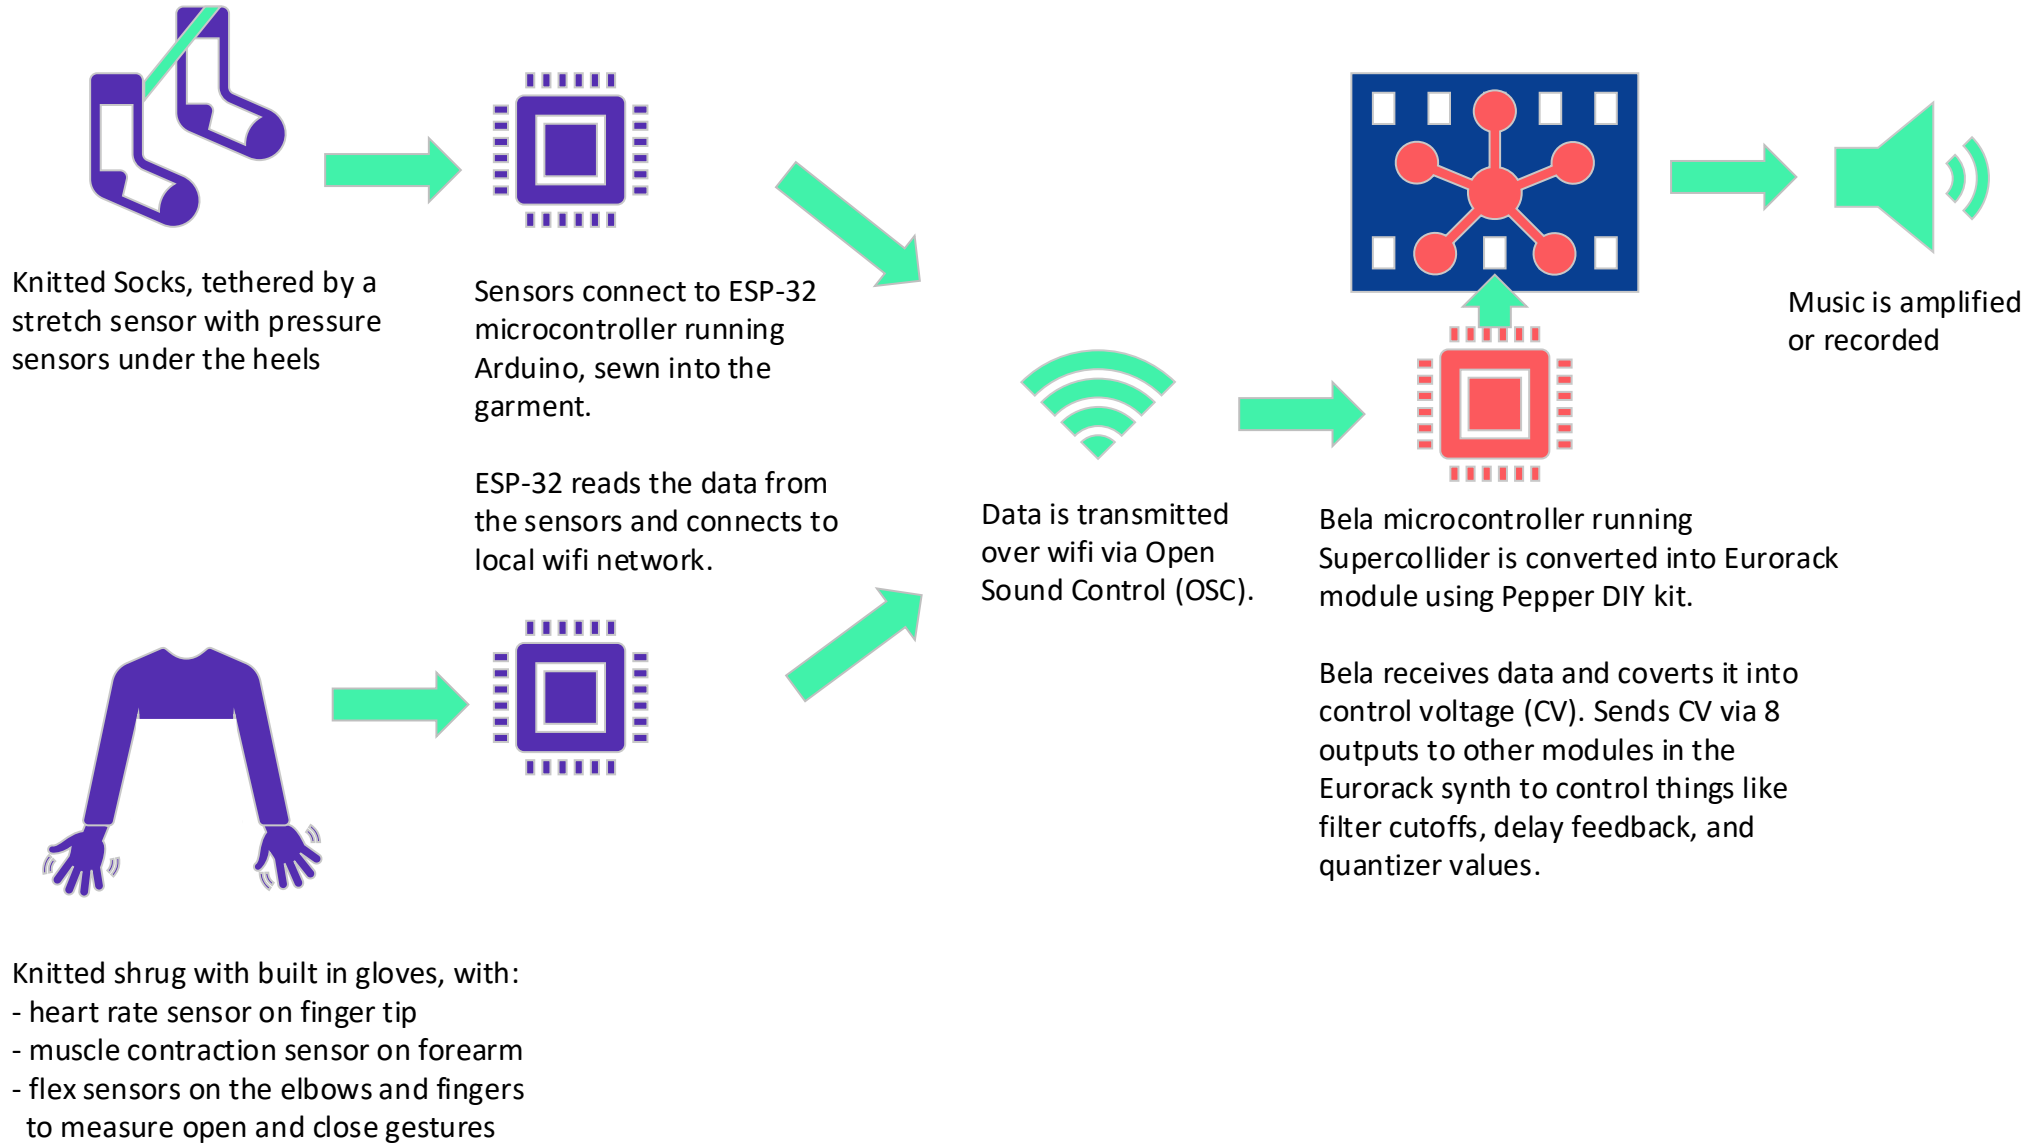 Knitted Socks, tethered by a
stretch sensor with pressure
sensors under the heels
Sensors connect to ESP-32
microcontroller running
Arduino, sewn into the
garment.
ESP-32 reads the data from
the sensors and connects to
local wifi network.
Knitted shrug with built in gloves, with:
- heart rate sensor on finger tip
- muscle contraction sensor on forearm
- flex sensors on the elbows and fingers
to measure open and close gestures
Data is transmitted
over wifi via Open
Sound Control (OSC).
Bela microcontroller running
Supercollider is converted into Eurorack
module using Pepper DIY kit.
Bela receives data and coverts it into
control voltage (CV). Sends CV via 8
outputs to other modules in the
Eurorack synth to control things like
filter cutoffs, delay feedback, and
quantizer values.
Music is amplified
or recorded